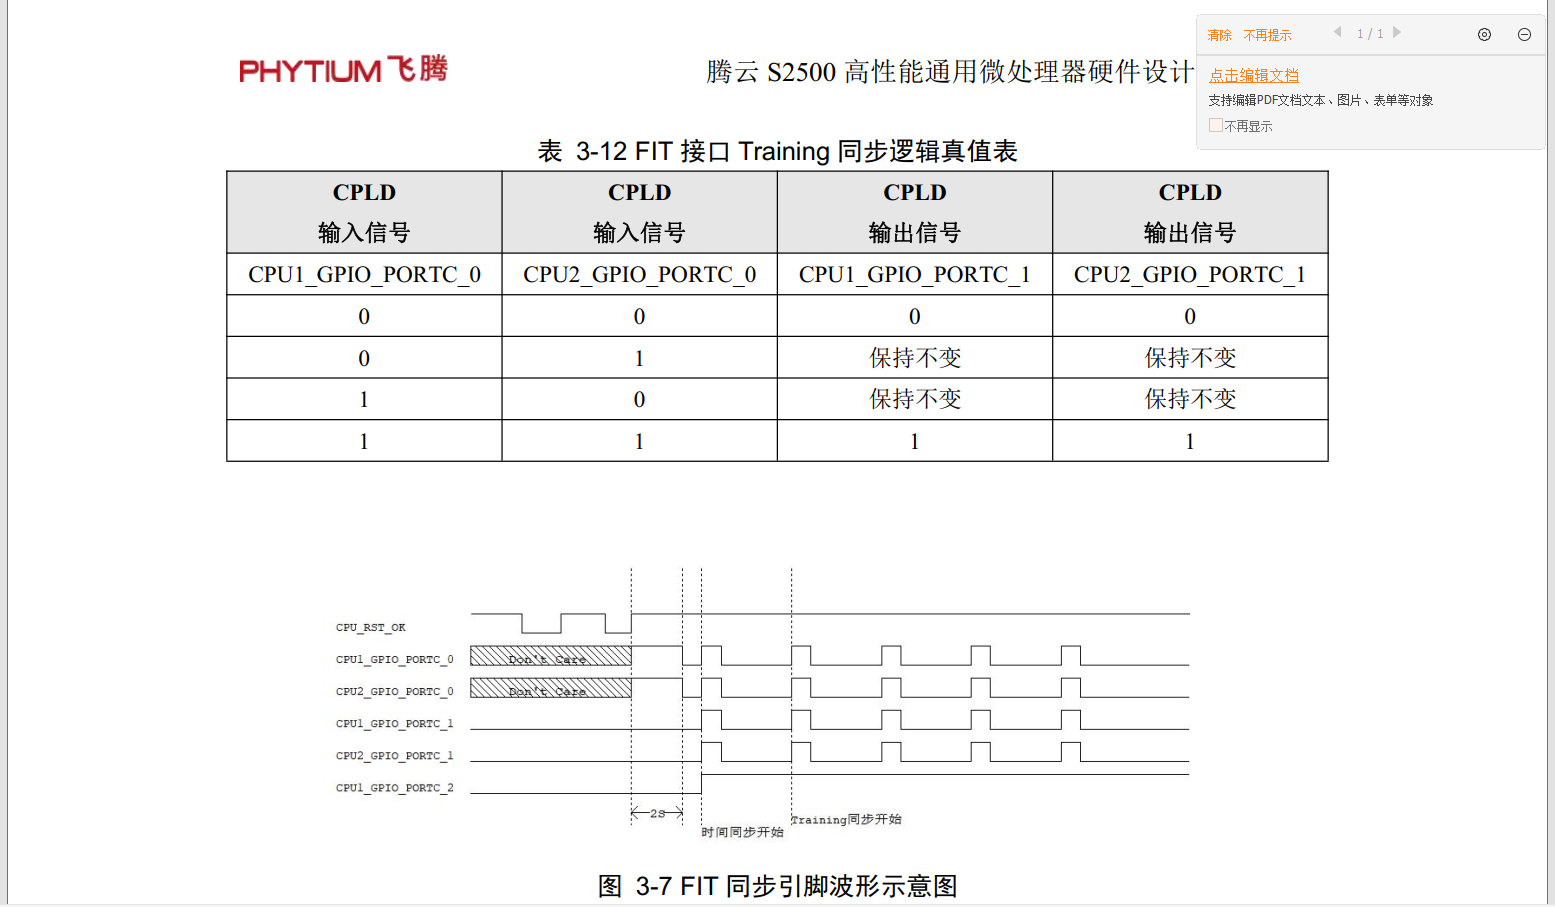 清除 不再提示 1 / 1
点击编辑文档
支持编辑PDF文档文本、图片、表单等对象
不再显示
PHYTIUM飞腾
腾云 S2500 高性能通用微处理器硬件设计
表 3-12 FIT 接口 Training 同步逻辑真值表
CPLD 输入信号 CPLD 输入信号 CPLD 输出信号 CPLD 输出信号
CPU1_GPIO_PORTC_0 CPU2_GPIO_PORTC_0 CPU1_GPIO_PORTC_1 CPU2_GPIO_PORTC_1
0 0 0 0
0 1 保持不变 保持不变
1 0 保持不变 保持不变
1 1 1 1
CPU_RST_OK
CPU1_GPIO_PORTC_0 Don't Care
CPU2_GPIO_PORTC_0 Don't Care
CPU1_GPIO_PORTC_1
CPU2_GPIO_PORTC_1
CPU1_GPIO_PORTC_2
2S
Training同步开始
时间同步开始
图 3-7 FIT 同步引脚波形示意图